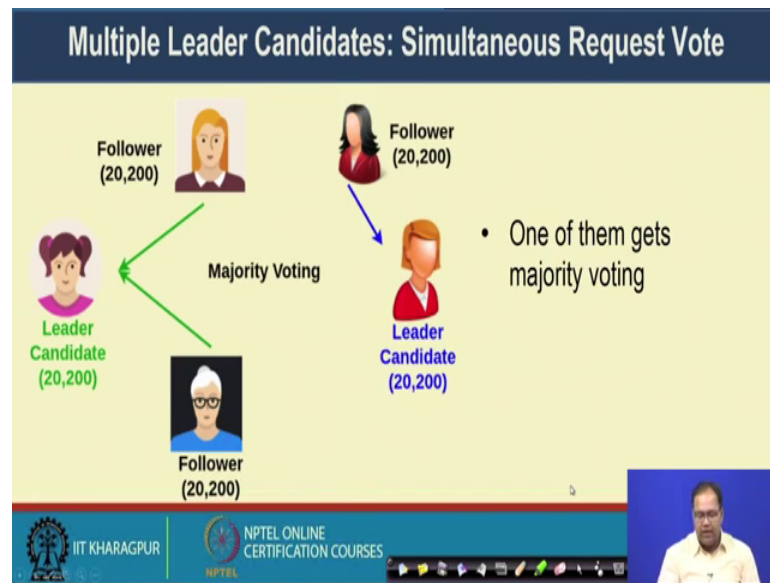 Multiple Leader Candidates: Simultaneous Request Vote
Follower
(20,200)
Follower
(20,200)
Majority Voting
Leader
Candidate
(20,200)
Leader
Candidate
(20,200)
Follower
(20,200)
• One of them gets
majority voting
IIT KHARAGPUR
NPTEL
NPTEL ONLINE
CERTIFICATION COURSES